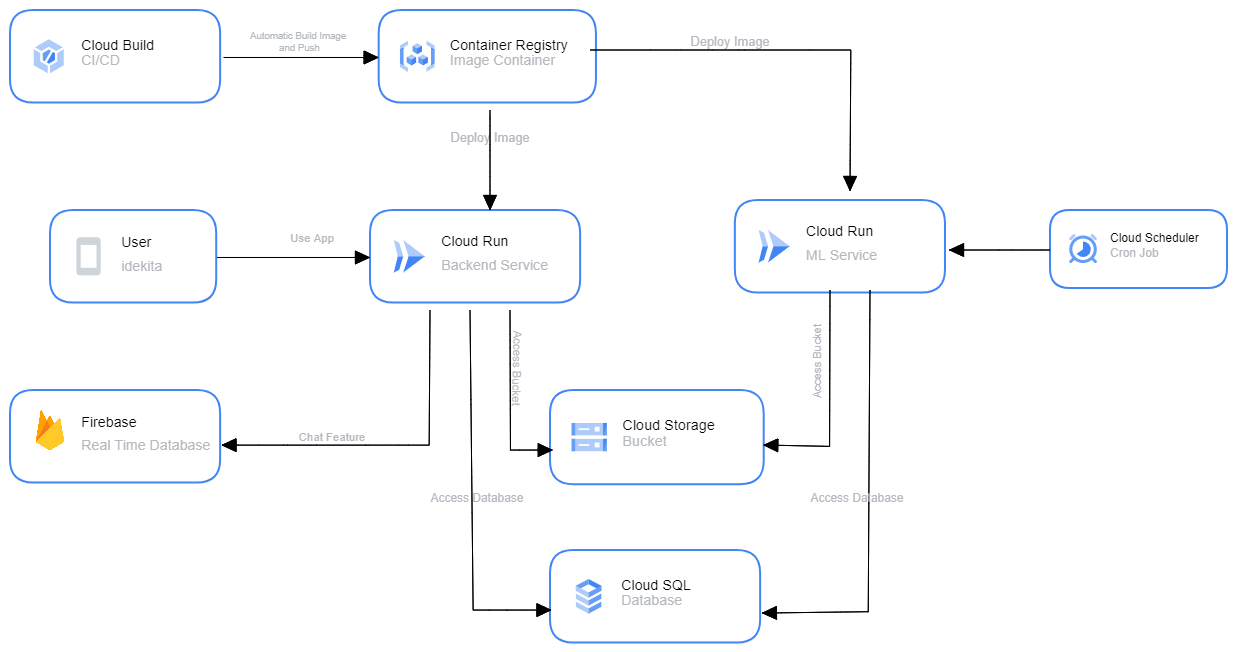 Cloud Build
CI/CD
Automatic Build Image
and Push
Container Registry
Image Container
Deploy Image
Deploy Image
User
idekita
Use App
Cloud Run
Backend Service
Cloud Run
ML Service
Cloud Scheduler
Cron Job
Access Bucket
Access Bucket
Firebase
Real Time Database
Chat Feature
Cloud Storage
Bucket
Access Database
Access Database
Cloud SQL
Database